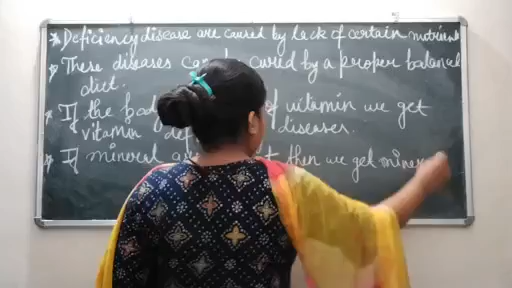 * Deficiency disease are caused by lack of certain nutrients
* These diseases can be cured by a proper balanced
diet.
* If the body of vitamin we get
vitamin diseases.
* If mineral then we get miner